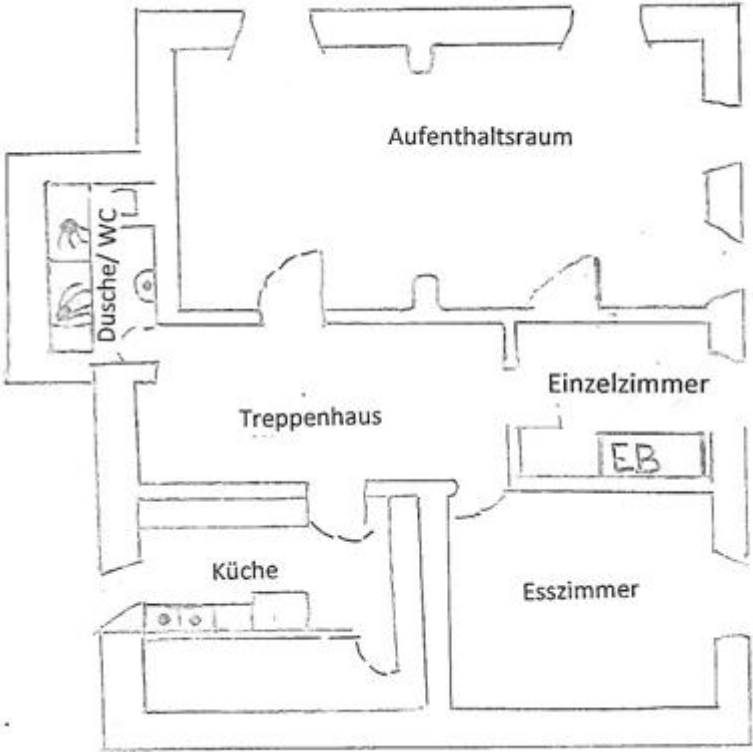 Aufenthaltsraum
Dusche/ WC
Einzelzimmer
Treppenhaus
EB
Küche
Esszimmer